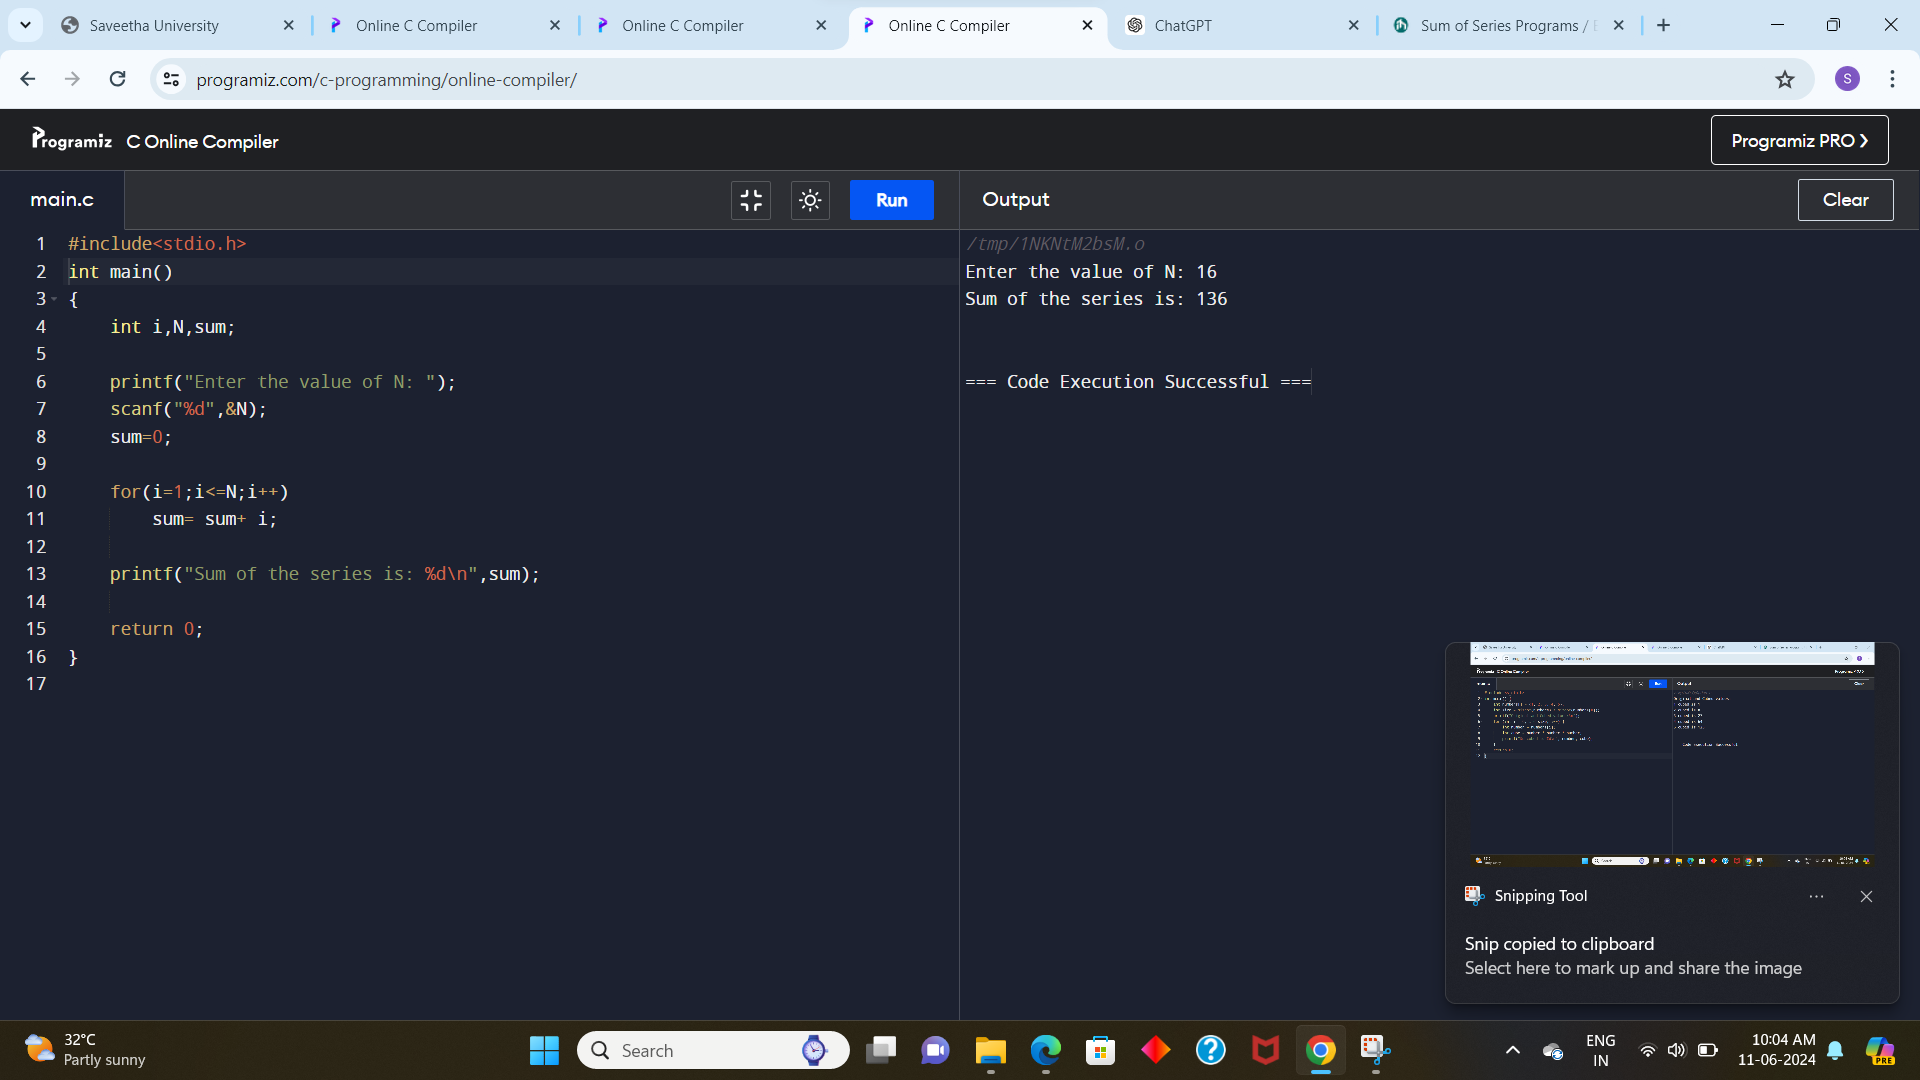 Saveetha University
Online C Compiler
Online C Compiler
Online C Compiler
ChatGPT
Sum of Series Programs /
programiz.com/c-programming/online-compiler/
S
Programiz C Online Compiler
Programiz PRO
main.c
Run
Output
Clear
1 #include<stdio.h>
2 int main()
3 {
4 int i,N,sum;
5
6 printf("Enter the value of N: ");
7 scanf("%d",&N);
8 sum=0;
9
10 for(i=1;i<=N;i++)
11 sum= sum+ i;
12
13 printf("Sum of the series is: %d\n",sum);
14
15 return 0;
16 }
17
/tmp/1NKNtM2bsM.o
Enter the value of N: 16
Sum of the series is: 136
=== Code Execution Successful ===
Snipping Tool
Snip copied to clipboard
Select here to mark up and share the image
32°C
Partly sunny
Search
ENG
IN
10:04 AM
11-06-2024
PRE